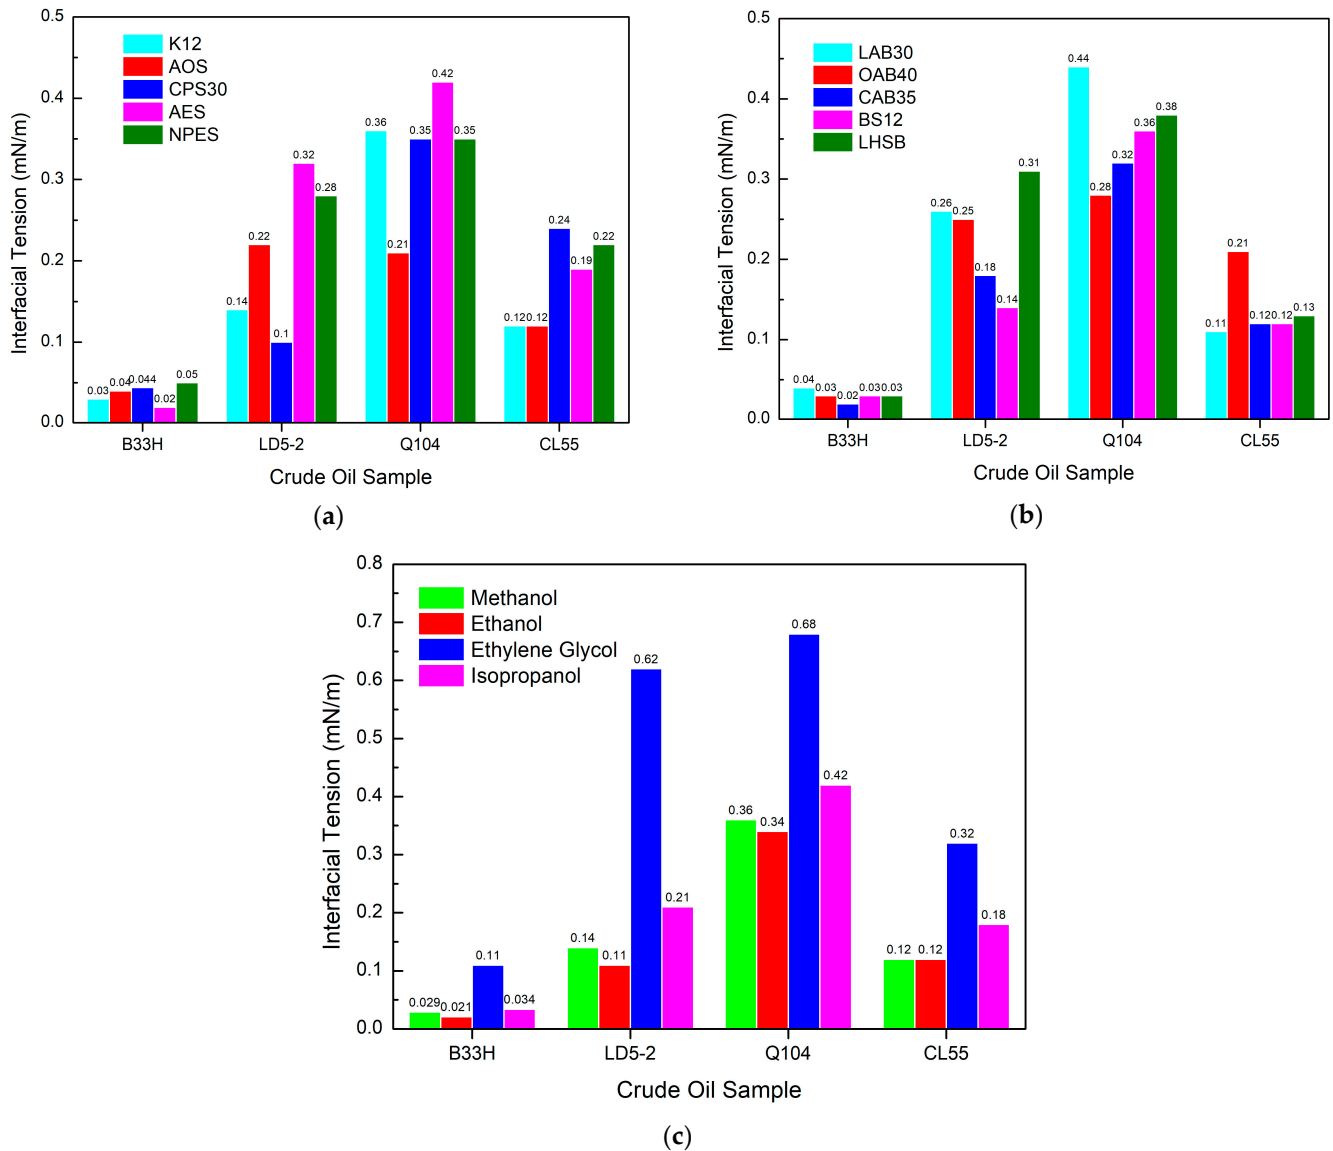 K12
AOS
CPS30
AES
NPES
Interfacial Tension (mN/m)
0.5
0.4
0.3
0.2
0.1
0.0
0.03
0.04
0.044
0.02
0.05
0.14
0.22
0.1
0.32
0.28
0.36
0.21
0.35
0.42
0.35
0.12
0.12
0.24
0.19
0.22
B33H
LD5-2
Q104
CL55
Crude Oil Sample
(a)
LAB30
OAB40
CAB35
BS12
LHSB
Interfacial Tension (mN/m)
0.5
0.4
0.3
0.2
0.1
0.0
0.04
0.03
0.02
0.03
0.03
0.26
0.25
0.18
0.14
0.31
0.44
0.28
0.32
0.36
0.38
0.11
0.21
0.12
0.12
0.13
B33H
LD5-2
Q104
CL55
Crude Oil Sample
(b)
Methanol
Ethanol
Ethylene Glycol
Isopropanol
Interfacial Tension (mN/m)
0.8
0.7
0.6
0.5
0.4
0.3
0.2
0.1
0.0
0.029
0.021
0.11
0.034
0.14
0.11
0.62
0.21
0.36
0.34
0.68
0.42
0.12
0.12
0.32
0.18
B33H
LD5-2
Q104
CL55
Crude Oil Sample
(c)